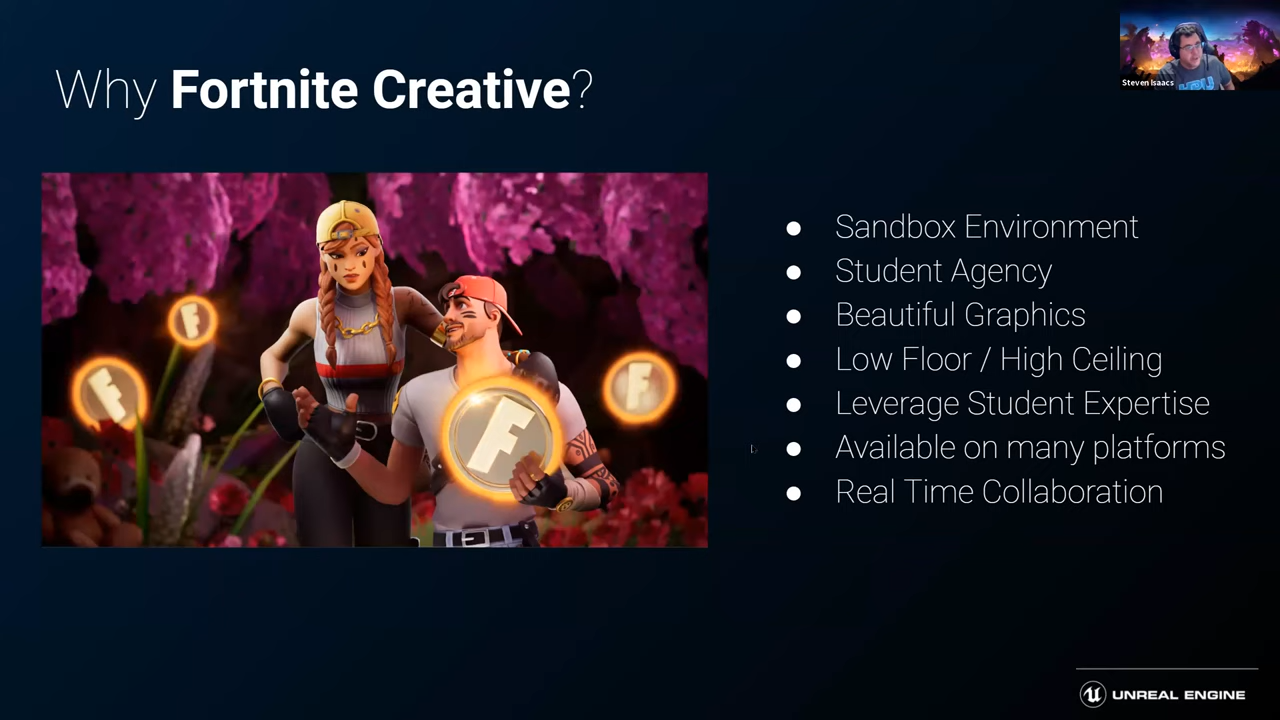 Why Fortnite Creative?
Steven Isaacs
F
F
F
F
● Sandbox Environment
● Student Agency
● Beautiful Graphics
● Low Floor / High Ceiling
● Leverage Student Expertise
● Available on many platforms
● Real Time Collaboration
UNREAL ENGINE